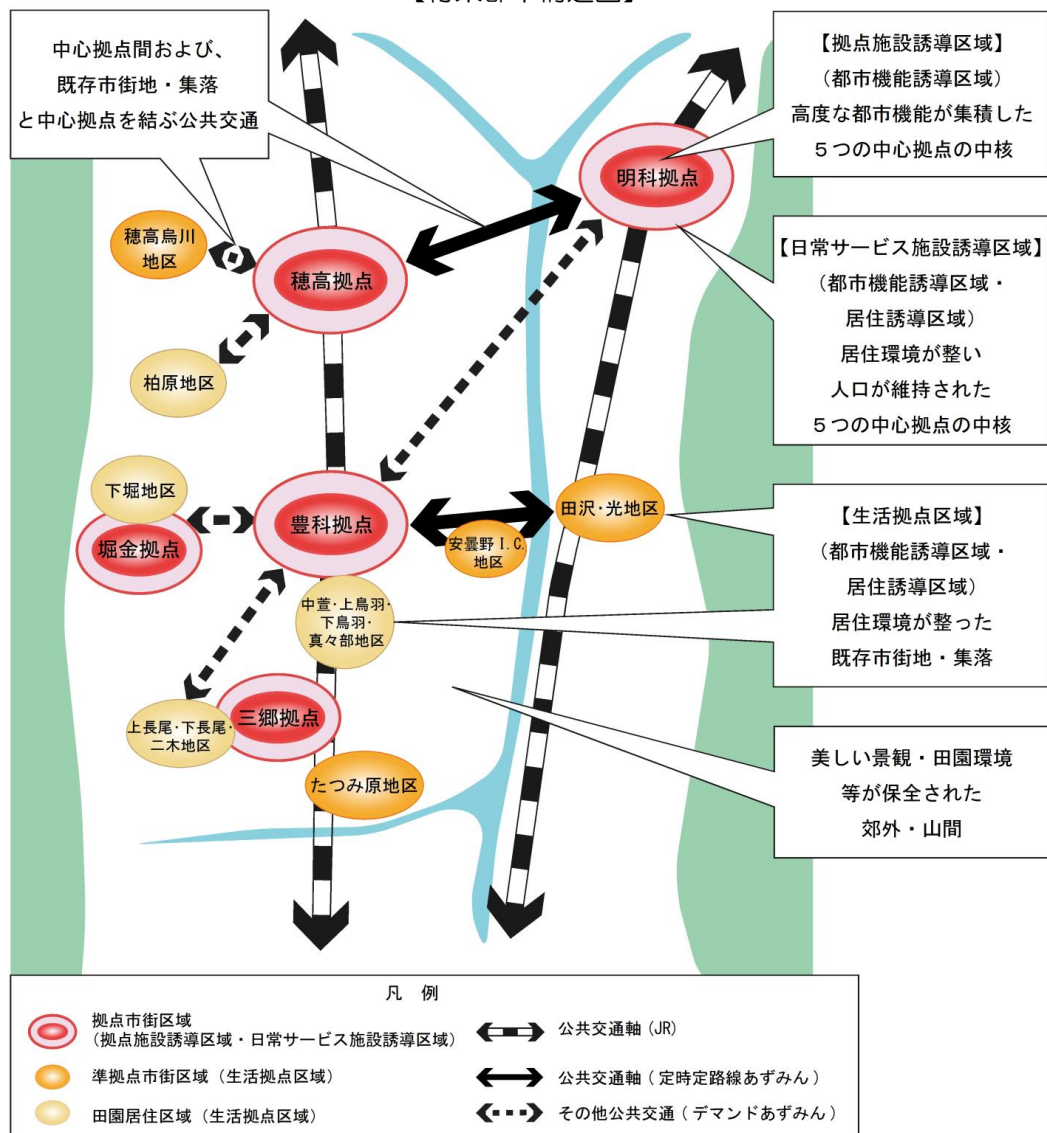 中心拠点間および、
既存市街地・集落
と中心拠点を結ぶ公共交通
【拠点施設誘導区域】
(都市機能誘導区域)
高度な都市機能が集積した
5つの中心拠点の中核
明科拠点
穂高烏川
地区
穂高拠点
【日常サービス施設誘導区域】
(都市機能誘導区域・
居住誘導区域)
居住環境が整い
人口が維持された
5つの中心拠点の中核
柏原地区
下堀地区
堀金拠点
豊科拠点
安曇野I.C.
地区
田沢・光地区
【生活拠点区域】
(都市機能誘導区域・
居住誘導区域)
居住環境が整った
既存市街地・集落
中萱・上鳥羽・
下鳥羽・
真々部地区
上長尾・下長尾・
二木地区
三郷拠点
たつみ原地区
美しい景観・田園環境
等が保全された
郊外・山間
凡 例
拠点市街区域
(拠点施設誘導区域・日常サービス施設誘導区域)
準拠点市街区域(生活拠点区域)
田園居住区域(生活拠点区域)
公共交通軸(JR)
公共交通軸(定時定路線あずみん)
その他公共交通(デマンドあずみん)